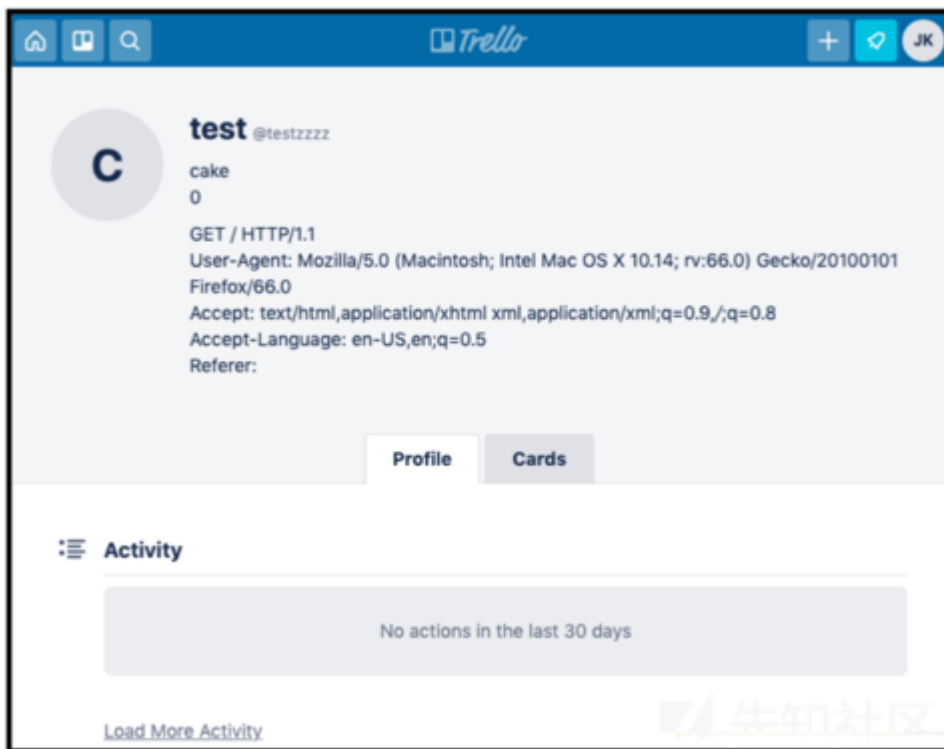 Trello
JK
C
test @testzzzz
cake
0
GET / HTTP/1.1
User-Agent: Mozilla/5.0 (Macintosh; Intel Mac OS X 10.14; rv:66.0) Gecko/20100101
Firefox/66.0
Accept: text/html,application/xhtml xml,application/xml;q=0.9,/;q=0.8
Accept-Language: en-US,en;q=0.5
Referer:
Profile Cards
Activity
No actions in the last 30 days
Load More Activity
先知社区